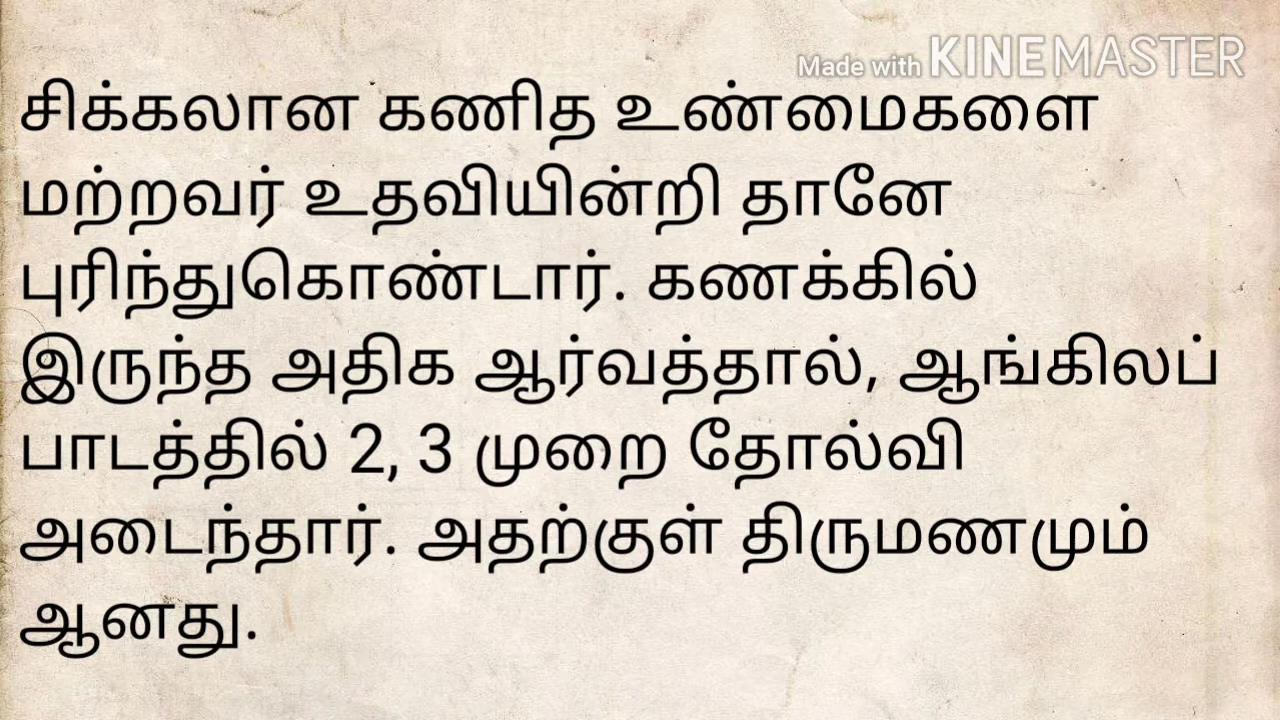 Made with KINEMASTER
சிக்கலான கணித உண்மைகளை
மற்றவர் உதவியின்றி தானே
புரிந்துகொண்டார். கணக்கில்
இருந்த அதிக ஆர்வத்தால், ஆங்கிலப்
பாடத்தில் 2, 3 முறை தோல்வி
அடைந்தார். அதற்குள் திருமணமும்
ஆனது.